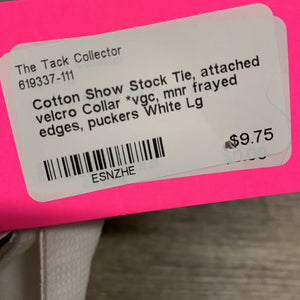 The Tack Collector
619337-111
Cotton Show Stock Tie, attached
velcro Collar *vgc, mnr frayed
edges, puckers White Lg
$9.75
ESNZHE